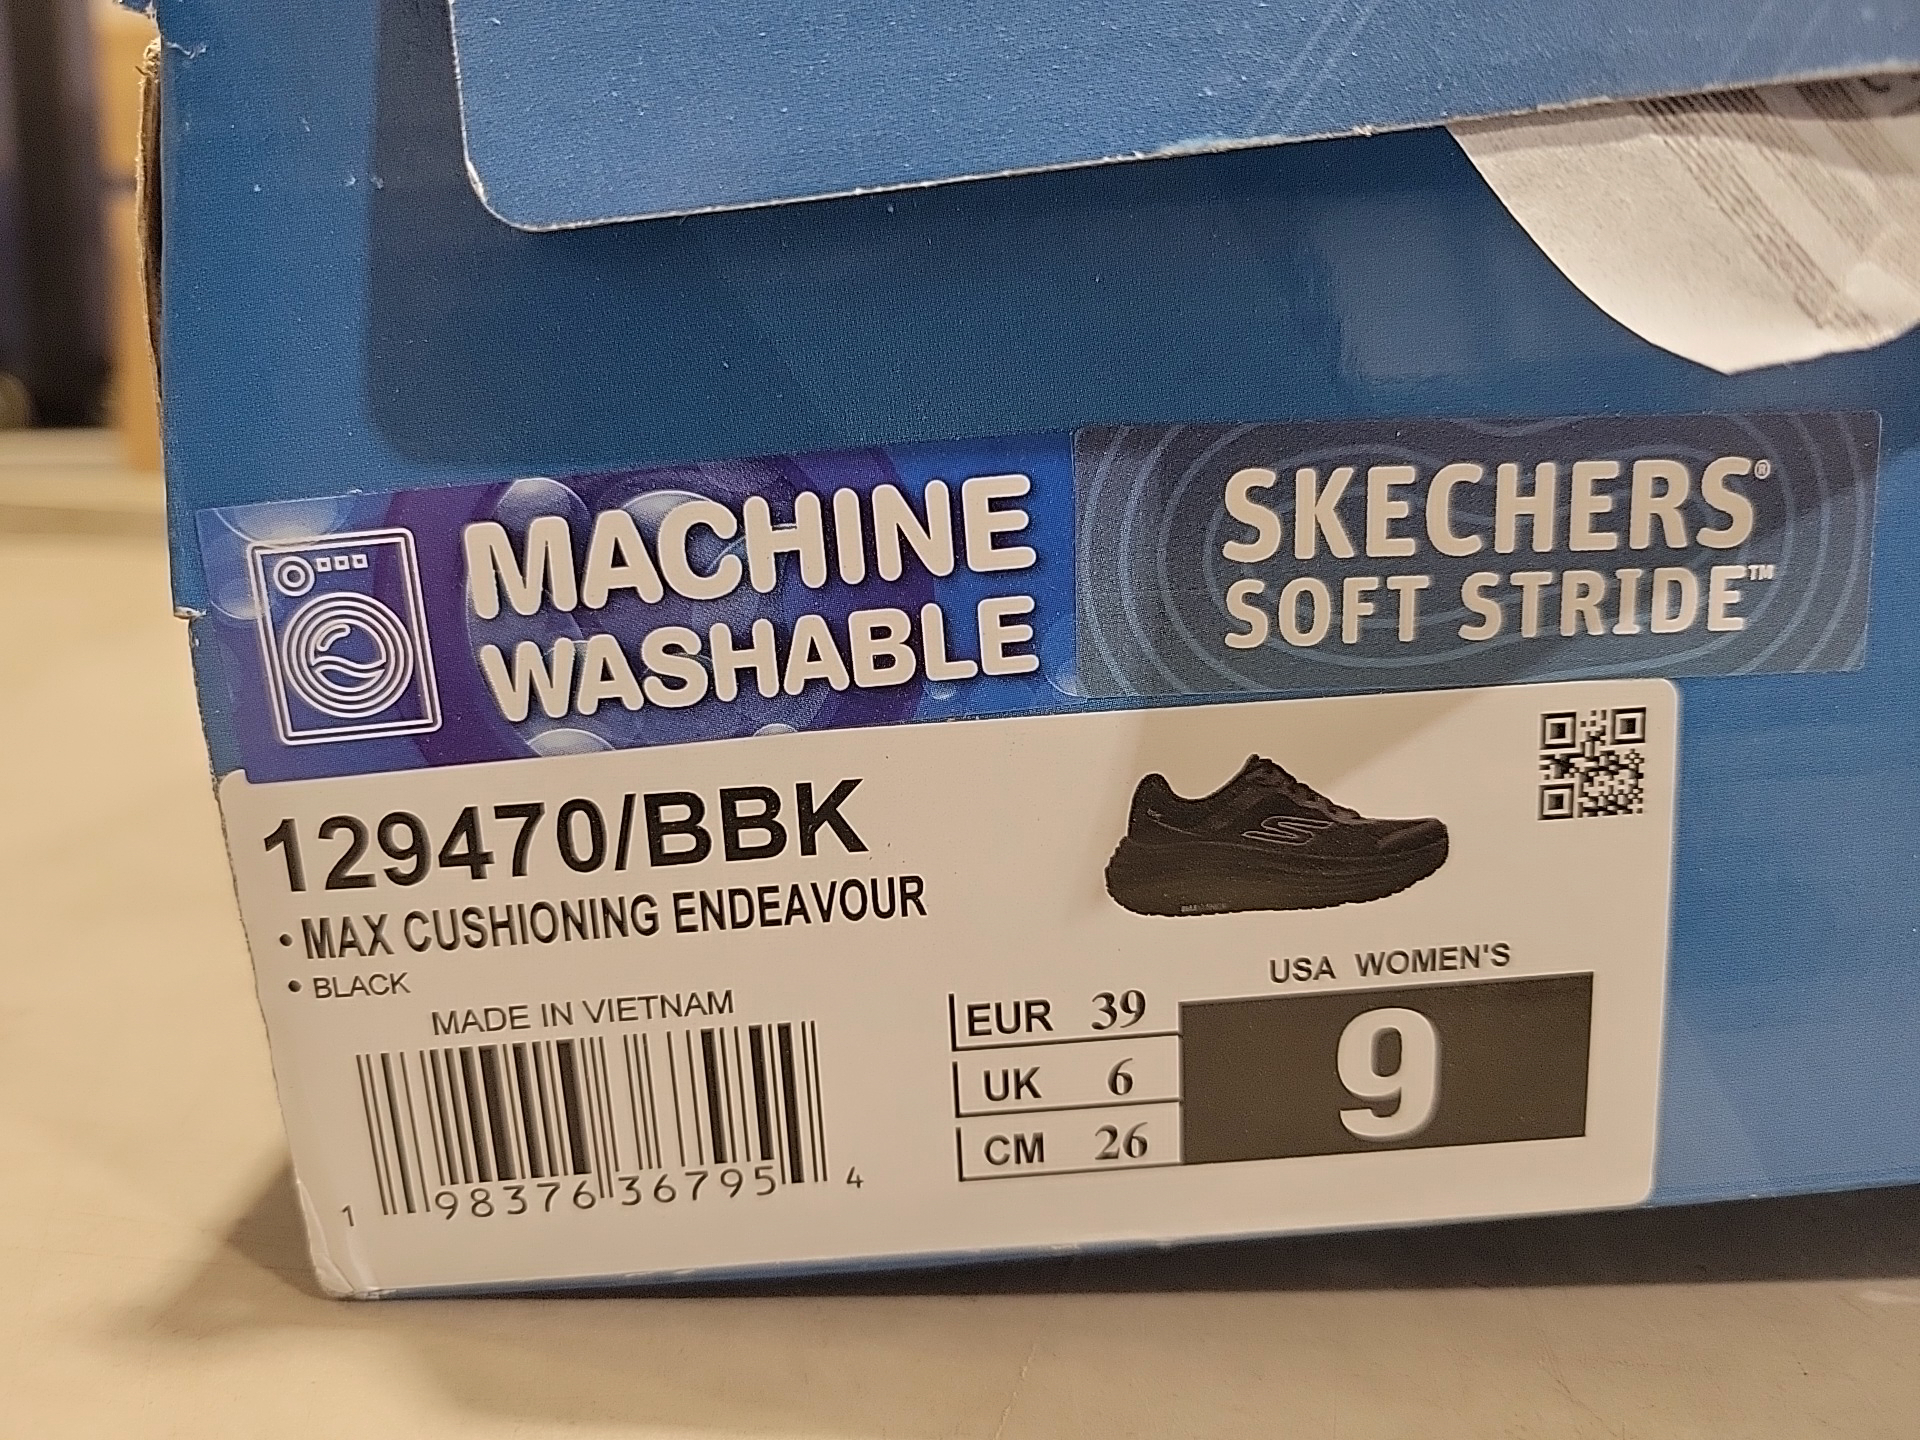 MACHINE
WASHABLE
SKECHERS®
SOFT STRIDE™
129470/BBK
• MAX CUSHIONING ENDEAVOUR
• BLACK
MADE IN VIETNAM
1 98376 36795 4
USA WOMEN'S
EUR 39
UK 6
CM 26
9